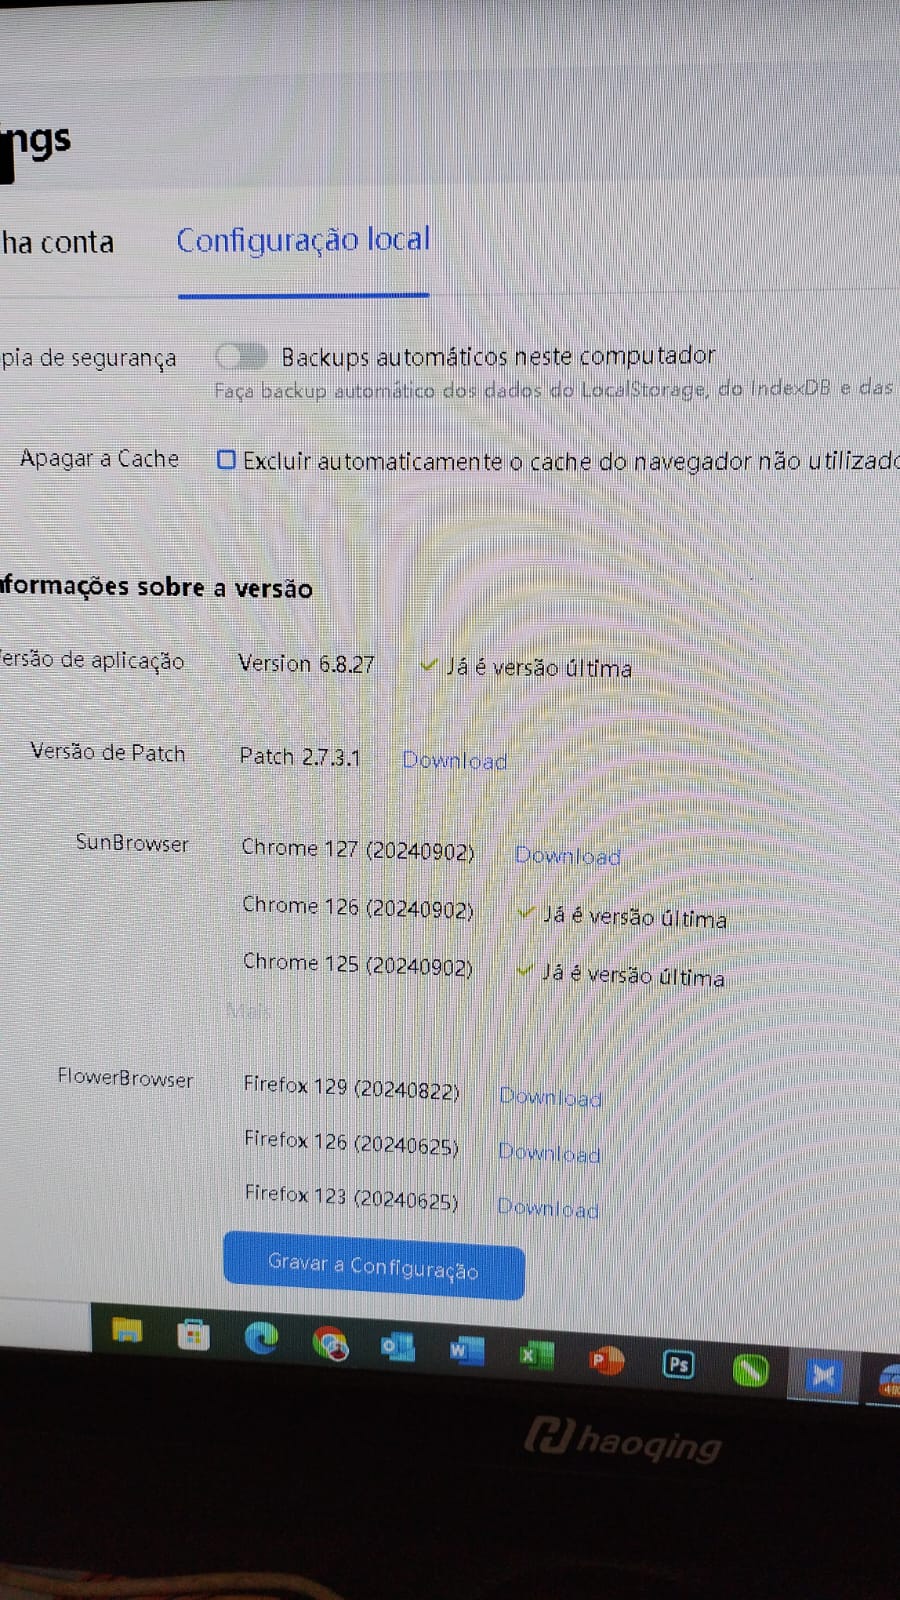 ngs
ha conta
Configuração local
pia de segurança
Backups automáticos neste computador
Faça backup automático dos dados do LocalStorage, do IndexDB e das
Apagar a Cache
Excluir automaticamente o cache do navegador não utilizado
nformações sobre a versão
ersão de aplicação Version 6.8.27 Já é versão última
Versão de Patch Patch 2.7.3.1 Download
SunBrowser Chrome 127 (20240902) Download
Chrome 126 (20240902) Já é versão última
Chrome 125 (20240902) Já é versão última
Mais
FlowerBrowser Firefox 129 (20240822) Download
Firefox 126 (20240625) Download
Firefox 123 (20240625) Download
Gravar a Configuração
Ps
haoqing